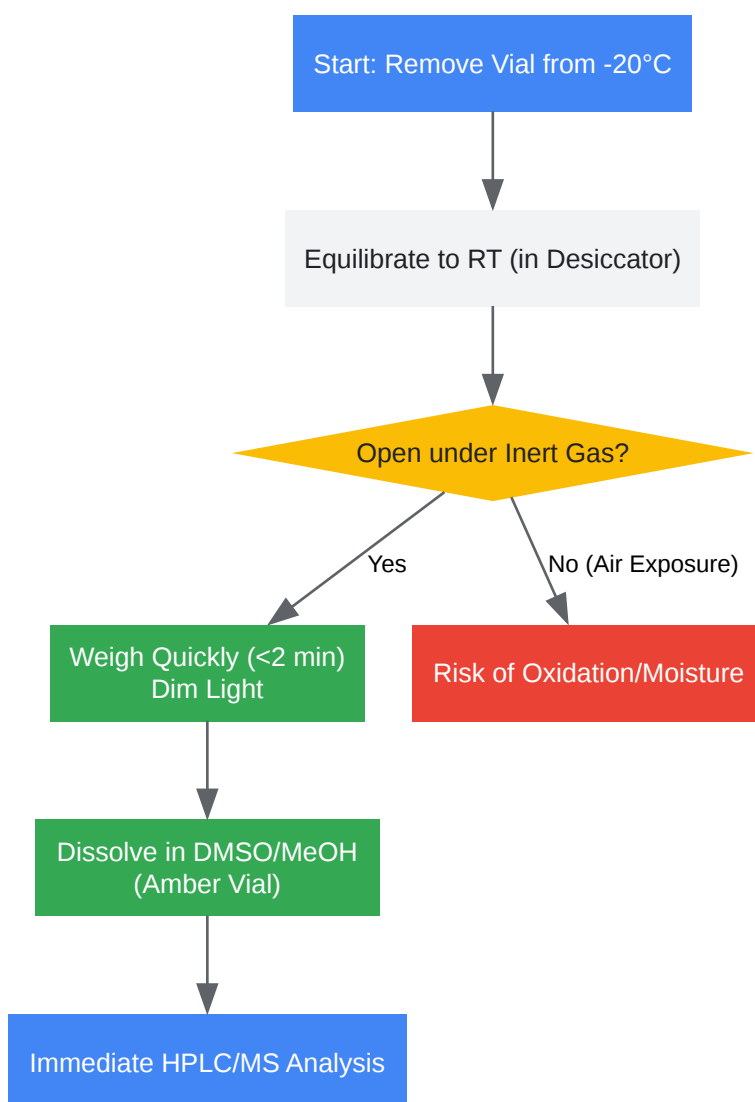 Start: Remove Vial from -20°C
Equilibrate to RT (in Desiccator)
Open under Inert Gas?
Yes
No (Air Exposure)
Weigh Quickly (<2 min)
Dim Light
Risk of Oxidation/Moisture
Dissolve in DMSO/MeOH
(Amber Vial)
Immediate HPLC/MS Analysis